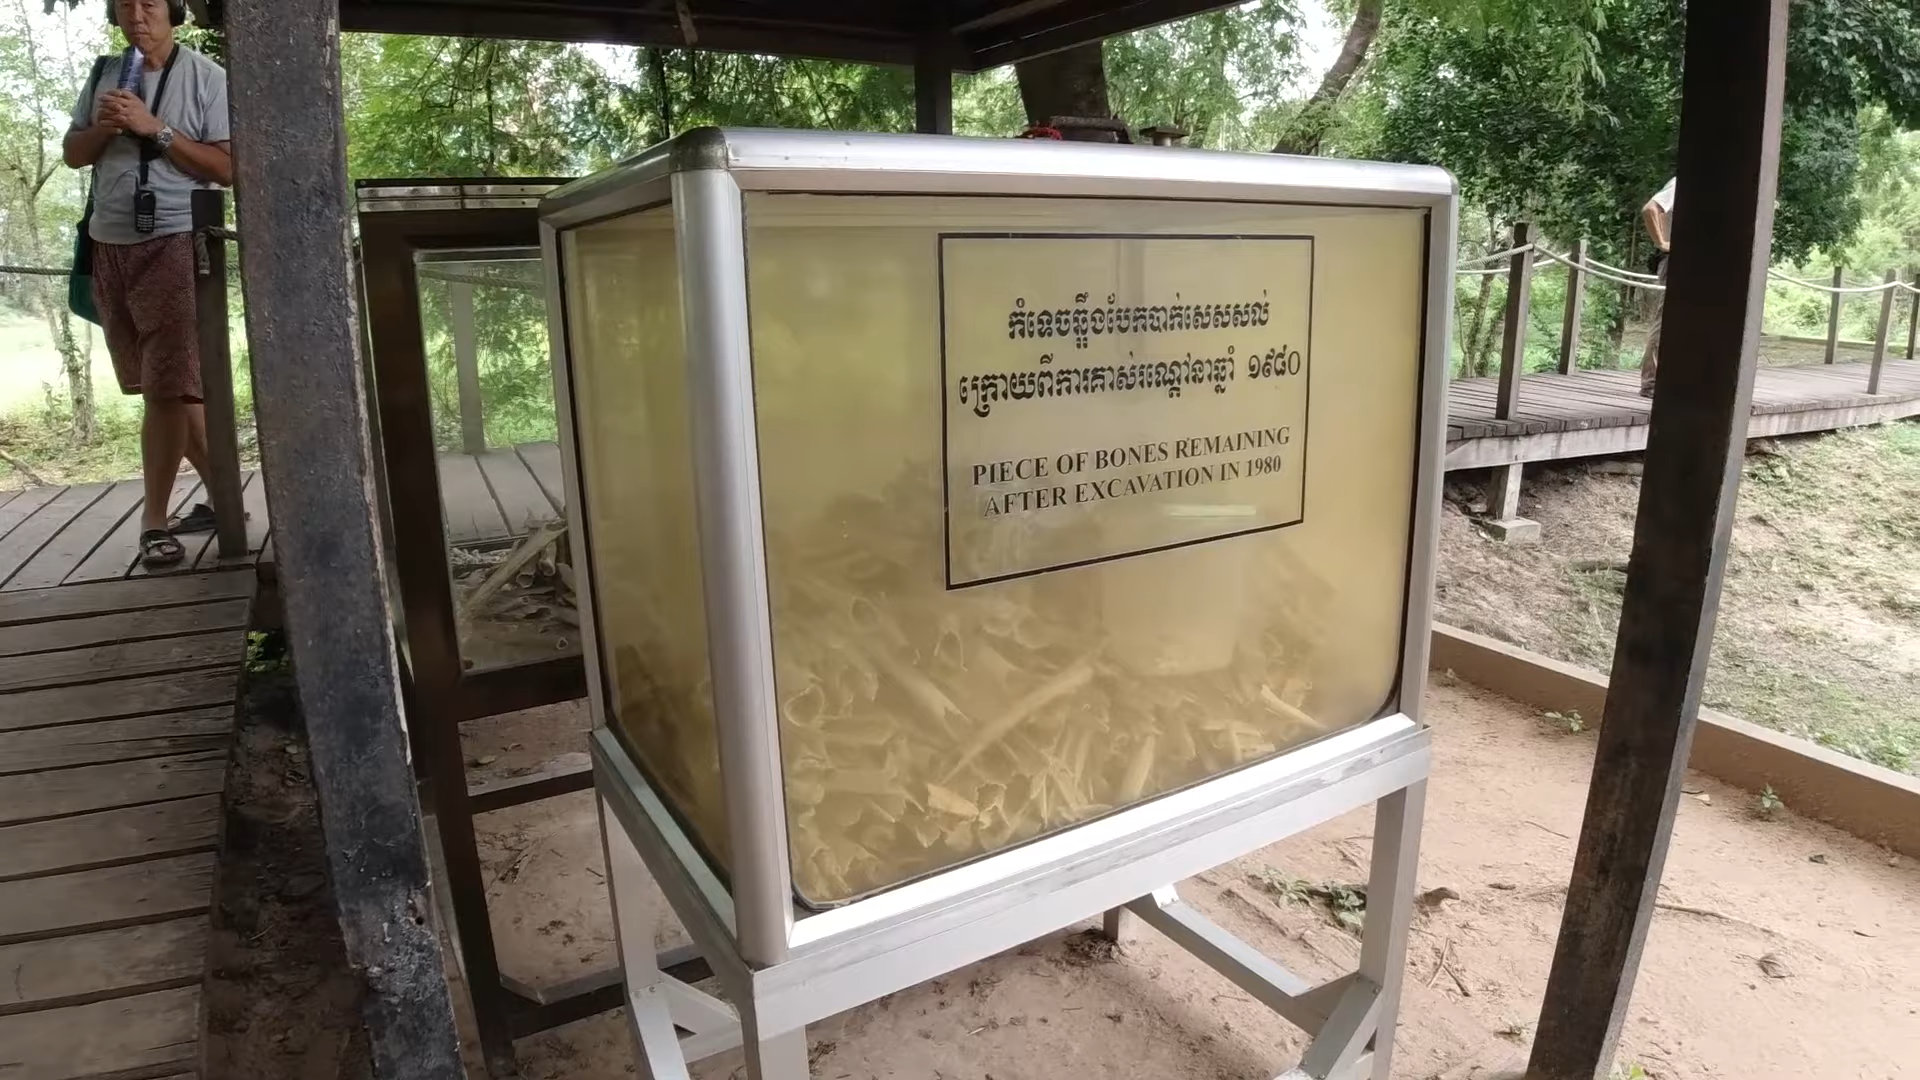 កំទេចឆ្អឹងបែកបាក់សេសសល់
ក្រោយពីការគាស់រណ្តៅនាឆ្នាំ ១៩៨០
PIECE OF BONES REMAINING
AFTER EXCAVATION IN 1980